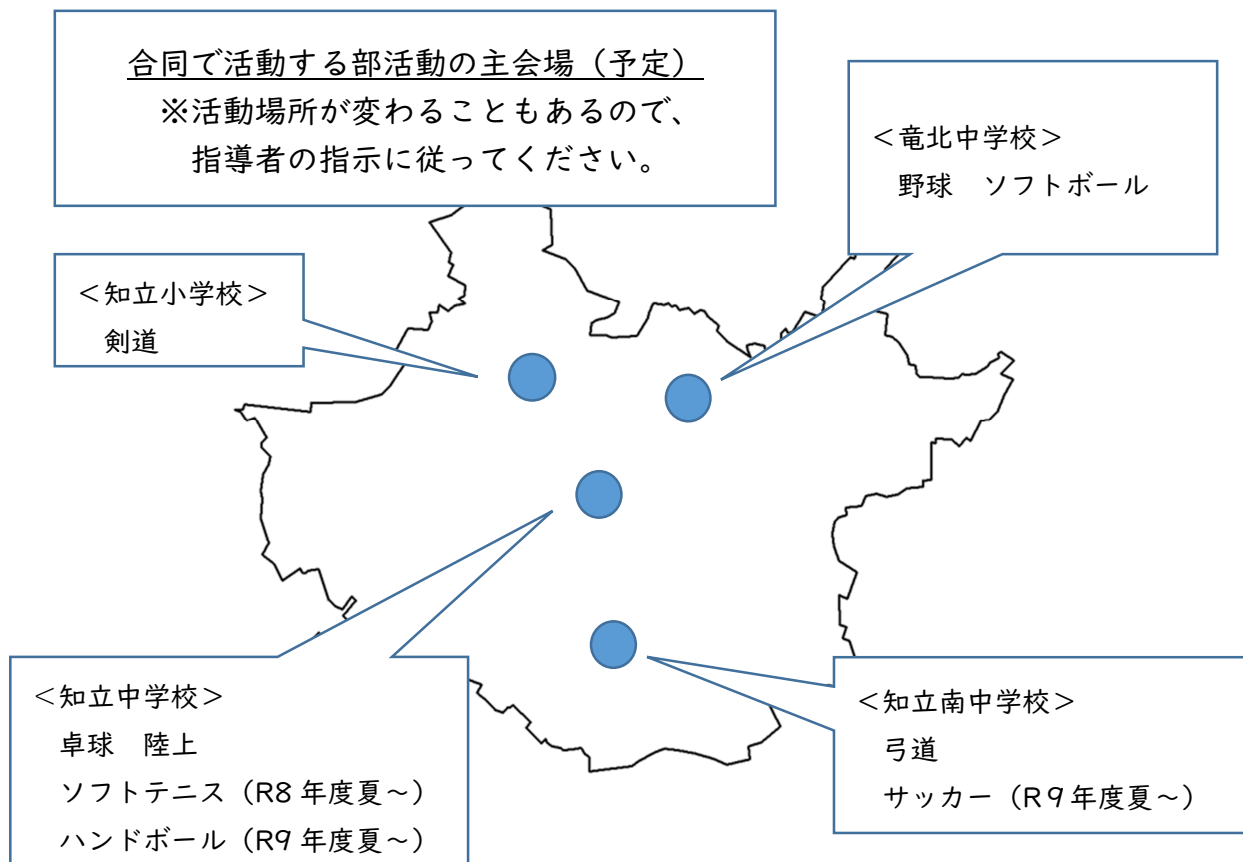 合同で活動する部活動の主会場（予定）
※活動場所が変わることもあるので、
指導者の指示に従ってください。
＜竜北中学校＞
野球　ソフトボール
＜知立小学校＞
剣道
＜知立中学校＞
卓球　陸上
ソフトテニス（R8 年度夏～）
ハンドボール（R9 年度夏～）
＜知立南中学校＞
弓道
サッカー（R９年度夏～）